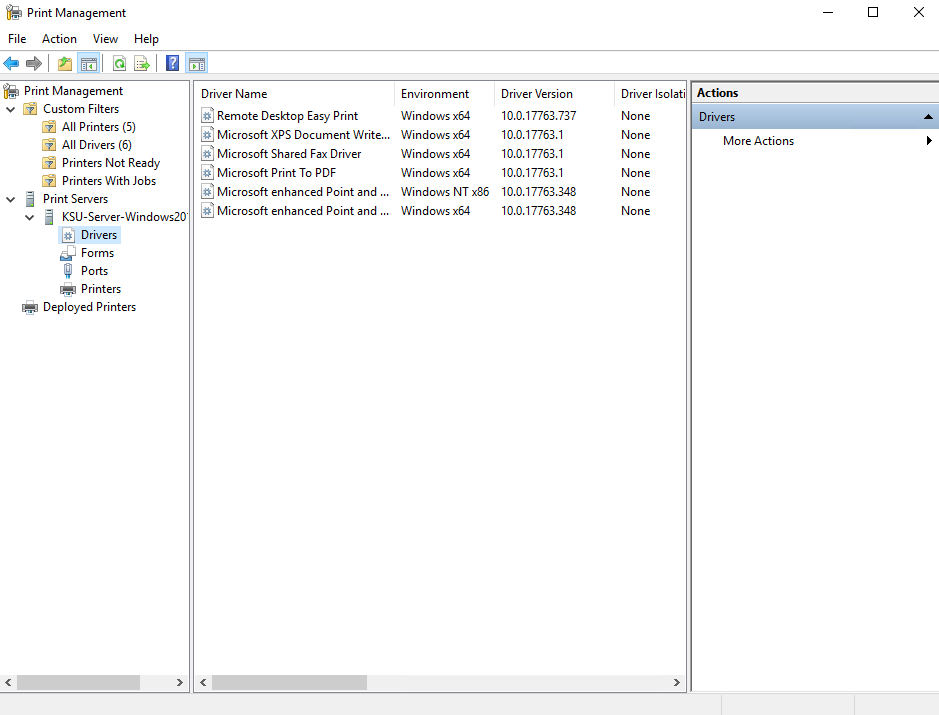 Print Management
File Action View Help
Print Management
Custom Filters
All Printers (5)
All Drivers (6)
Printers Not Ready
Printers With Jobs
Print Servers
KSU-Server-Windows201
Drivers
Forms
Ports
Printers
Deployed Printers
Driver Name Environment Driver Version Driver Isolati
Remote Desktop Easy Print Windows x64 10.0.17763.737 None
Microsoft XPS Document Write... Windows x64 10.0.17763.1 None
Microsoft Shared Fax Driver Windows x64 10.0.17763.1 None
Microsoft Print To PDF Windows x64 10.0.17763.1 None
Microsoft enhanced Point and ... Windows NT x86 10.0.17763.348 None
Microsoft enhanced Point and ... Windows x64 10.0.17763.348 None
Actions
Drivers
More Actions